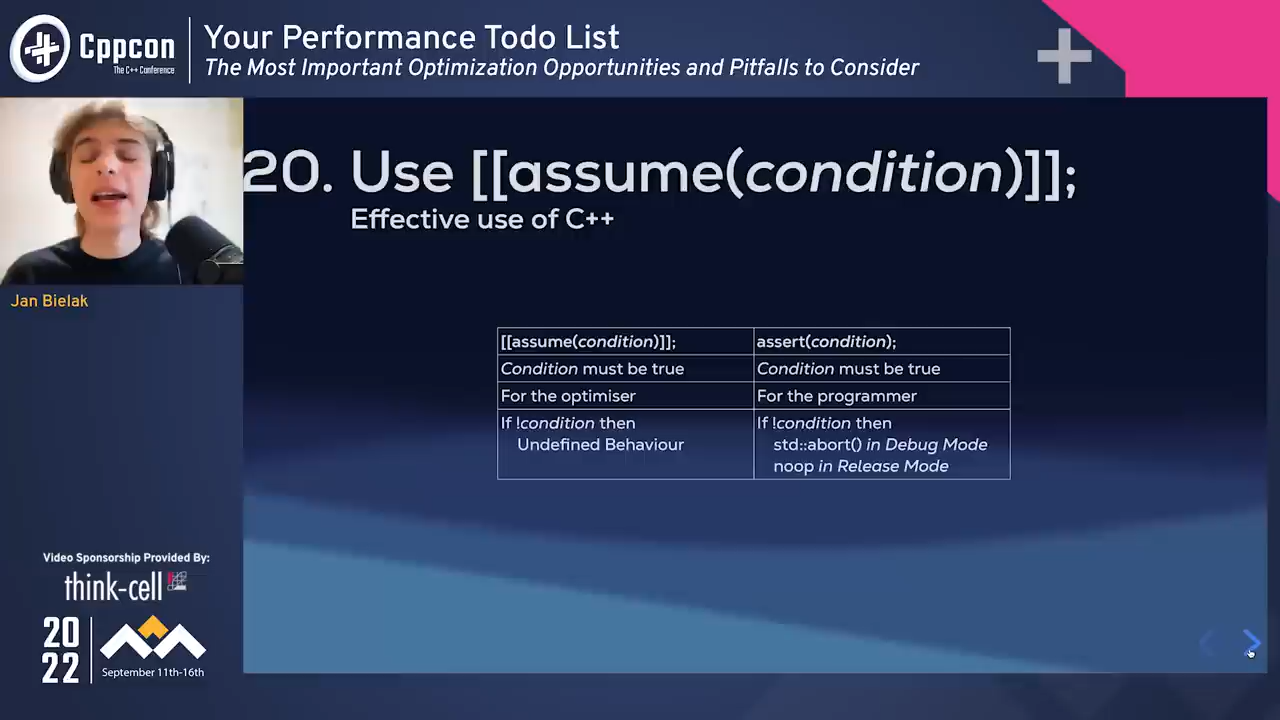 Cppcon
The C++ Conference
Your Performance Todo List
The Most Important Optimization Opportunities and Pitfalls to Consider
20. Use [[assume(condition)]];
Effective use of C++
Jan Bielak
[[assume(condition)]];
assert(condition);
Condition must be true
Condition must be true
For the optimiser
For the programmer
If !condition then
Undefined Behaviour
If !condition then
std::abort() in Debug Mode
noop in Release Mode
Video Sponsorship Provided By:
think-cell
20
22
September 11th-16th